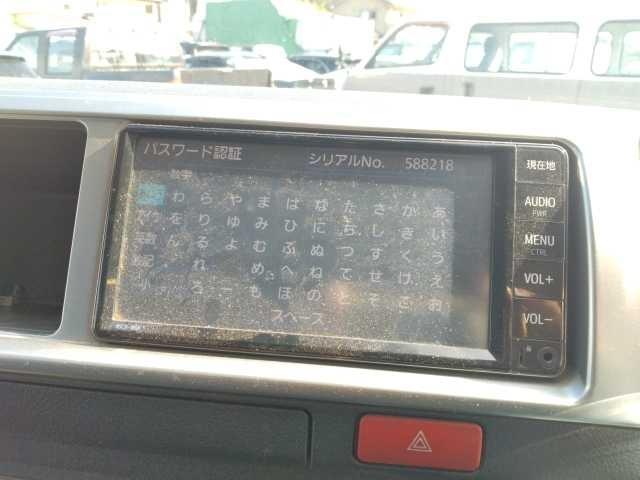 パスワード認証 シリアルNo. 588218
わらやまはなたさかあ
をりゆみひにちしきい
んるよむふぬつすくう
れーめへねてせけえ
ろもほのとそこお
スペース
現在地
AUDIO
PWR
MENU
CTRL
VOL+
VOL-